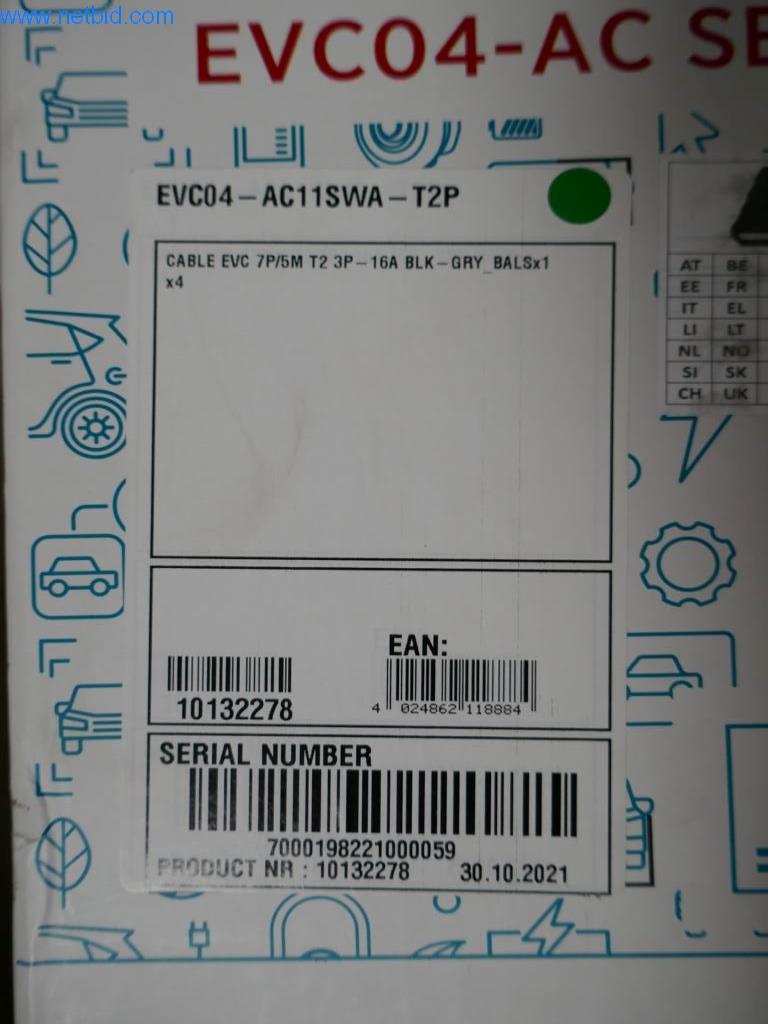 www.netbid.com
EVC04-AC SE
EVC04-AC11SWA-T2P
CABLE EVC 7P/5M T2 3P-16A BLK-GRY_BALSx1
x4
AT BE
EE FR
IT EL
LI LT
NL NO
SI SK
CH UK
EAN:
10132278
4 024862 118884
SERIAL NUMBER
7000198221000059
PRODUCT NR : 10132278 30.10.2021